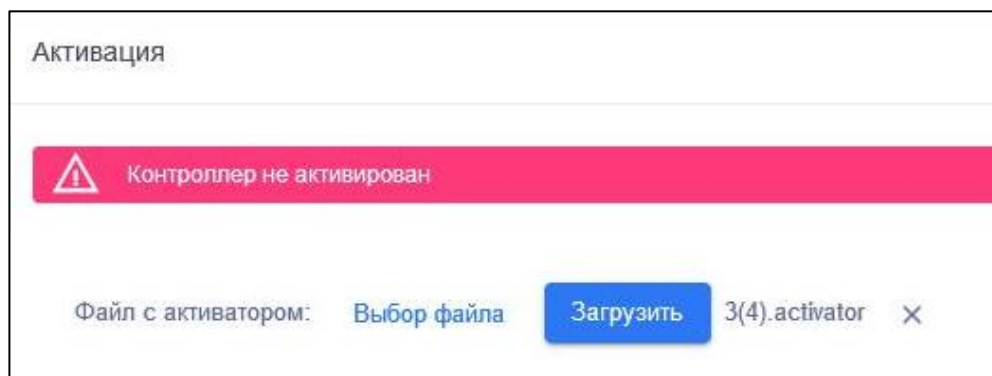 Активация
Контроллер не активирован
Файл с активатором: Выбор файла Загрузить 3(4).activator ×